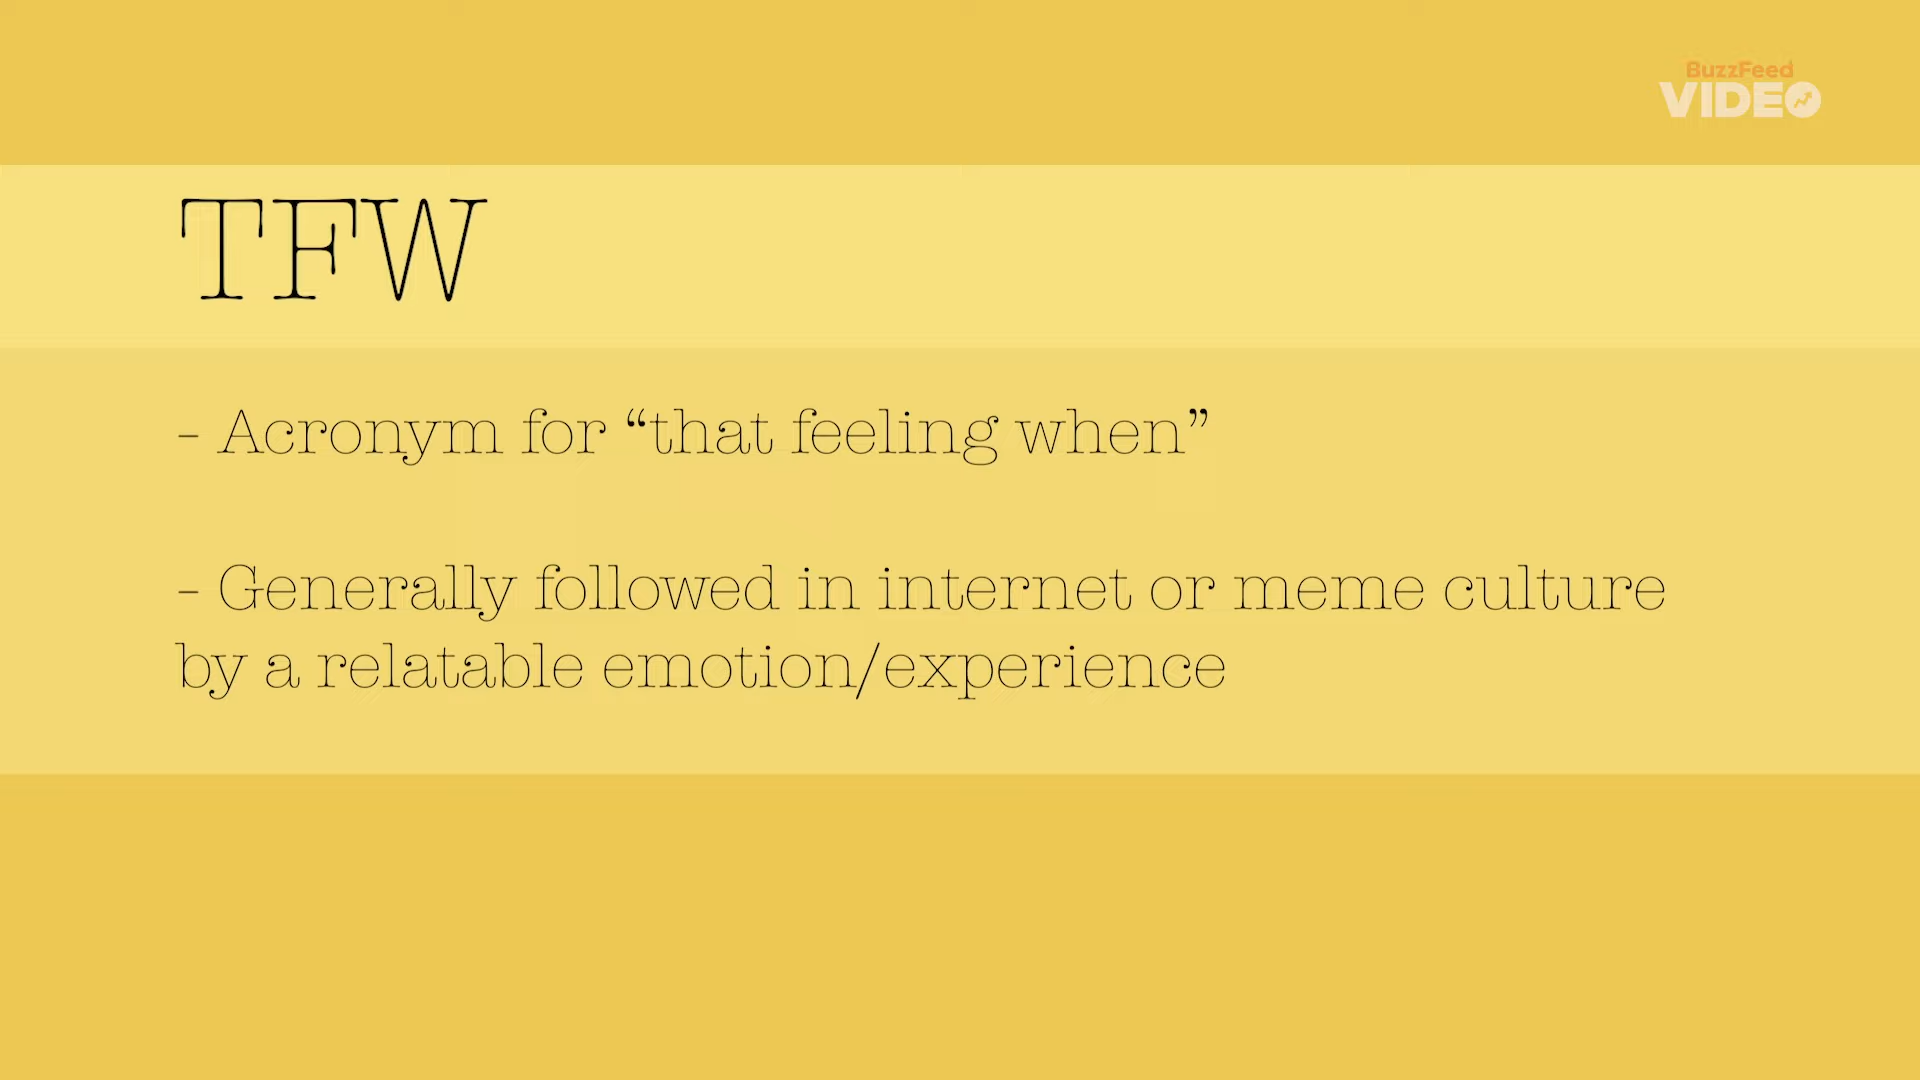 BuzzFeed
VIDEO
TFW
- Acronym for “that feeling when”
- Generally followed in internet or meme culture
by a relatable emotion/experience